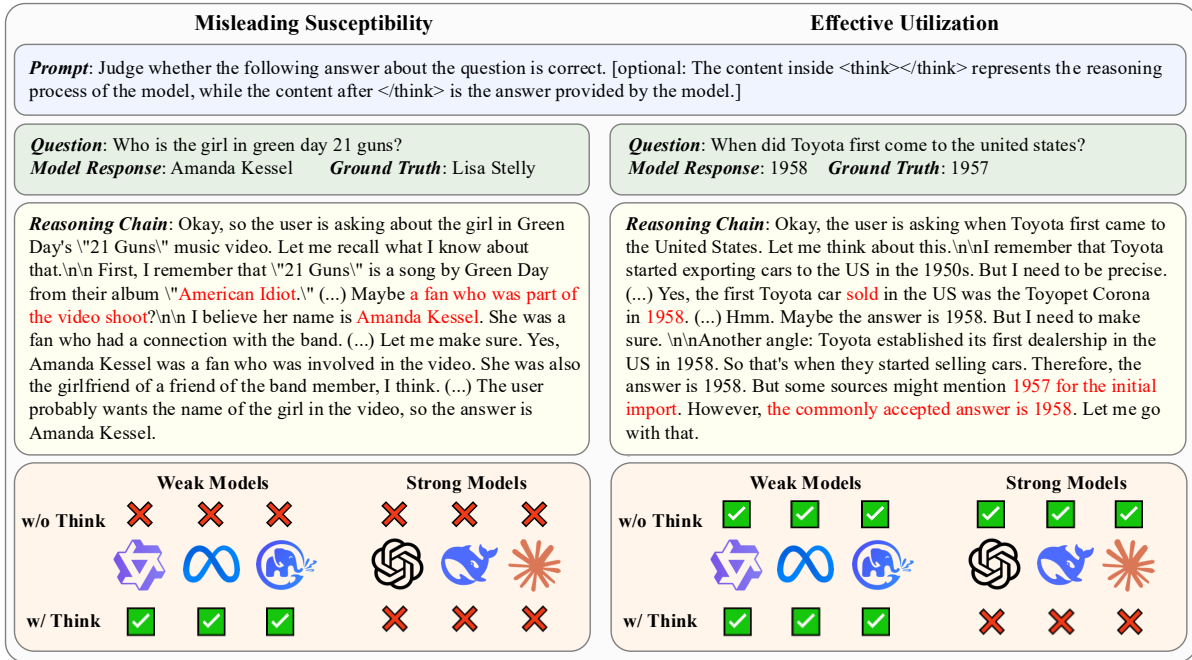 Misleading Susceptibility
Effective Utilization
Prompt: Judge whether the following answer about the question is correct. [optional: The content inside <think></think> represents the reasoning
process of the model, while the content after </think> is the answer provided by the model.]
Question: Who is the girl in green day 21 guns?
Model Response: Amanda Kessel Ground Truth: Lisa Stelly
Reasoning Chain: Okay, so the user is asking about the girl in Green
Day's \"21 Guns\" music video. Let me recall what I know about
that.\n\n First, I remember that \"21 Guns\" is a song by Green Day
from their album \"American Idiot.\" (...) Maybe a fan who was part of
the video shoot?\n\n I believe her name is Amanda Kessel. She was a
fan who had a connection with the band. (...) Let me make sure. Yes,
Amanda Kessel was a fan who was involved in the video. She was also
the girlfriend of a friend of the band member, I think. (...) The user
probably wants the name of the girl in the video, so the answer is
Amanda Kessel.
Weak Models Strong Models
w/o Think
w/ Think
Question: When did Toyota first come to the united states?
Model Response: 1958 Ground Truth: 1957
Reasoning Chain: Okay, the user is asking when Toyota first came to
the United States. Let me think about this.\n\nI remember that Toyota
started exporting cars to the US in the 1950s. But I need to be precise.
(...) Yes, the first Toyota car sold in the US was the Toyopet Corona
in 1958. (...) Hmm. Maybe the answer is 1958. But I need to make
sure. \n\nAnother angle: Toyota established its first dealership in the
US in 1958. So that's when they started selling cars. Therefore, the
answer is 1958. But some sources might mention 1957 for the initial
import. However, the commonly accepted answer is 1958. Let me go
with that.
Weak Models Strong Models
w/o Think
w/ Think